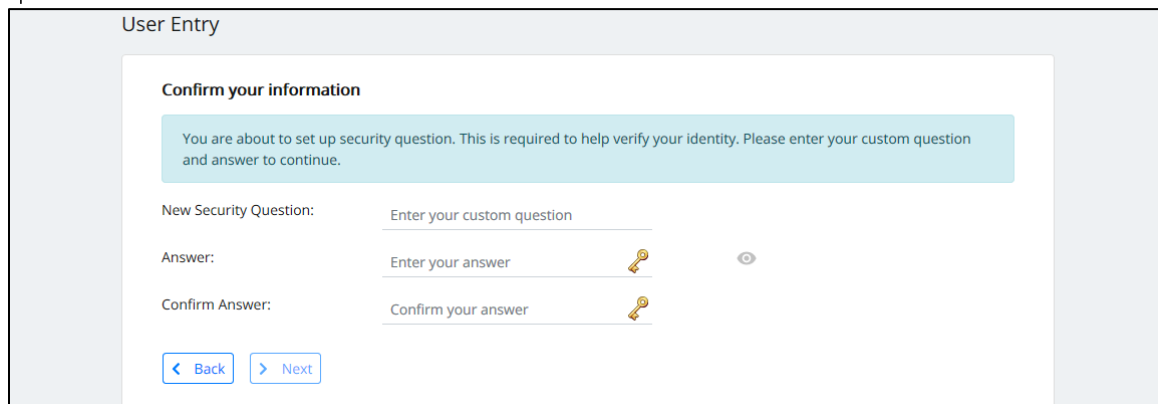 User Entry
Confirm your information
You are about to set up security question. This is required to help verify your identity. Please enter your custom question
and answer to continue.
New Security Question:
Enter your custom question
Answer:
Enter your answer
Confirm Answer:
Confirm your answer
Back
Next